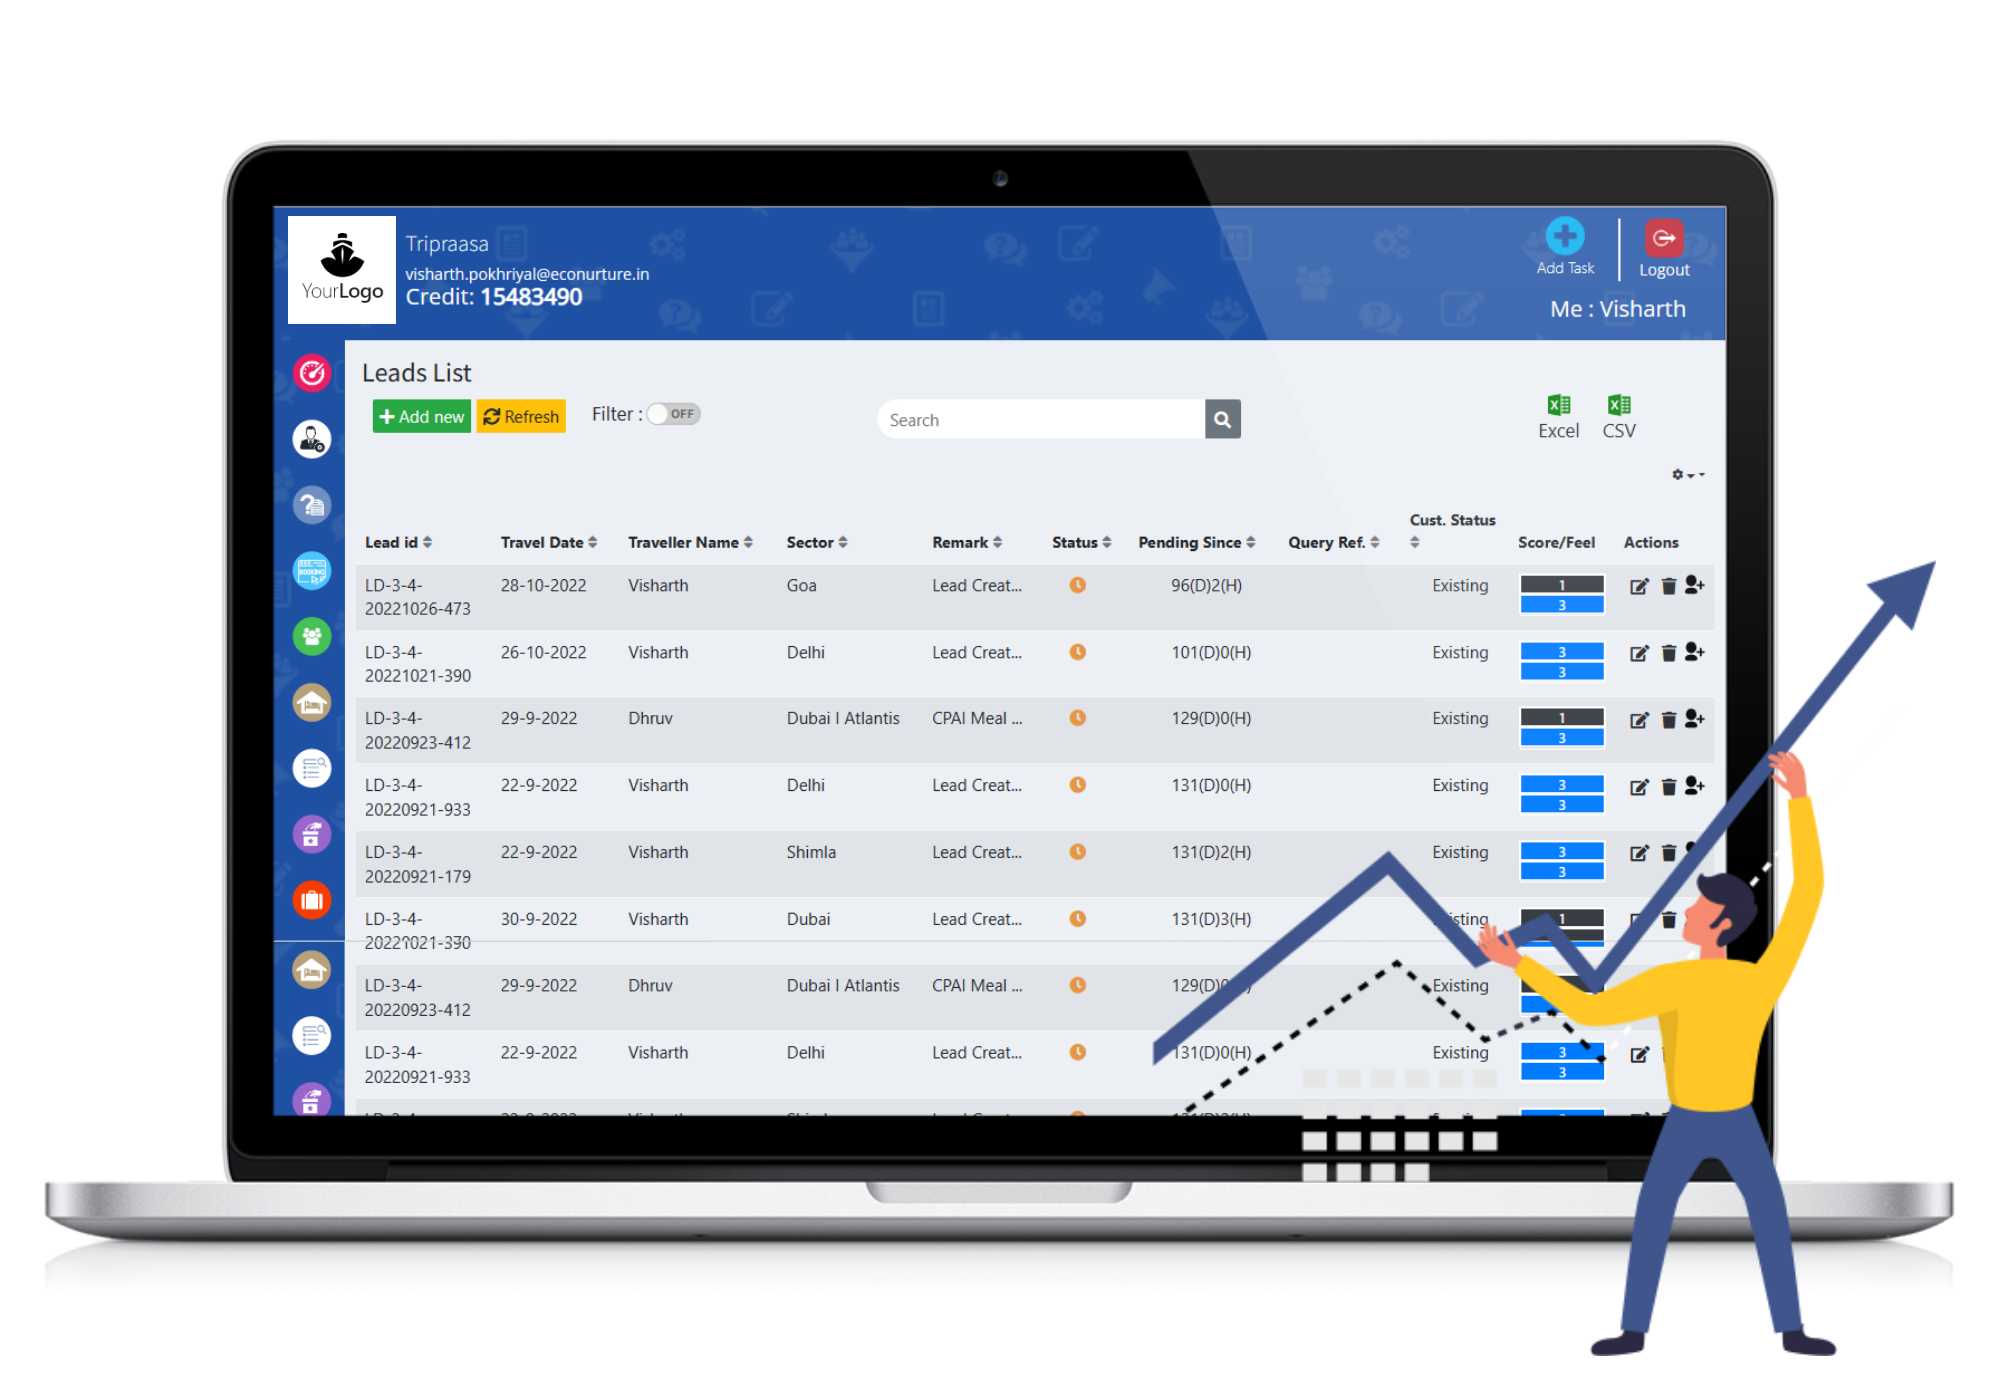 YourLogo
Tripraasa
visharth.pokhriyal@econurture.in
Credit: 15483490
Add Task
Logout
Me : Visharth
BOOKING
Leads List
Add new
Refresh
Filter :
OFF
Search
Excel
CSV
Lead id Travel Date Traveller Name Sector Remark Status Pending Since Query Ref. Cust. Status Score/Feel Actions
LD-3-4- 28-10-2022 Visharth Goa Lead Creat... 96(D)2(H) Existing 1
20221026-473 3
LD-3-4- 26-10-2022 Visharth Delhi Lead Creat... 101(D)0(H) Existing 3
20221021-390 3
LD-3-4- 29-9-2022 Dhruv Dubai I Atlantis CPAI Meal ... 129(D)0(H) Existing 1
20220923-412 3
LD-3-4- 22-9-2022 Visharth Delhi Lead Creat... 131(D)0(H) Existing 3
20220921-933 3
LD-3-4- 22-9-2022 Visharth Shimla Lead Creat... 131(D)2(H) Existing 3
20220921-179 3
LD-3-4- 30-9-2022 Visharth Dubai Lead Creat... 131(D)3(H) 1
LD-3-4- 29-9-2022 Dhruv Dubai I Atlantis CPAI Meal ... Existing
20220923-412
LD-3-4- 22-9-2022 Visharth Delhi Lead Creat... 131(D)0(H) Existing 3
20220921-933 3